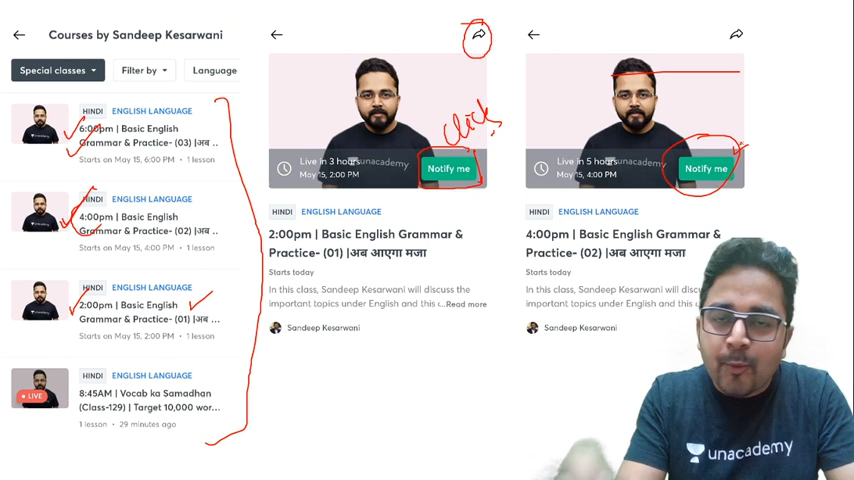 Courses by Sandeep Kesarwani
Special classes
Filter by
Language
HINDI ENGLISH LANGUAGE
6:00pm | Basic English
Grammar & Practice- (03) |अब ..
Starts on May 15, 6:00 PM • 1 lesson
HINDI ENGLISH LANGUAGE
4:00pm | Basic English
Grammar & Practice- (02) |अब ..
Starts on May 15, 4:00 PM • 1 lesson
HINDI ENGLISH LANGUAGE
2:00pm | Basic English
Grammar & Practice- (01) |अब ...
Starts on May 15, 2:00 PM • 1 lesson
LIVE
HINDI ENGLISH LANGUAGE
8:45AM | Vocab ka Samadhan
(Class-129) | Target 10,000 wor...
1 lesson • 29 minutes ago
click
unacademy
Live in 3 hours
May 15, 2:00 PM
Notify me
HINDI ENGLISH LANGUAGE
2:00pm | Basic English Grammar &
Practice- (01) |अब आएगा मजा
Starts today
In this class, Sandeep Kesarwani will discuss the
important topics under English and this c...Read more
Sandeep Kesarwani
unacademy
Live in 5 hours
May 15, 4:00 PM
Notify me
HINDI ENGLISH LANGUAGE
4:00pm | Basic English Grammar &
Practice- (02) |अब आएगा मजा
Starts today
In this class, Sandeep Kesarwani will discu
important topics under English and this
Sandeep Kesarwani
unacademy